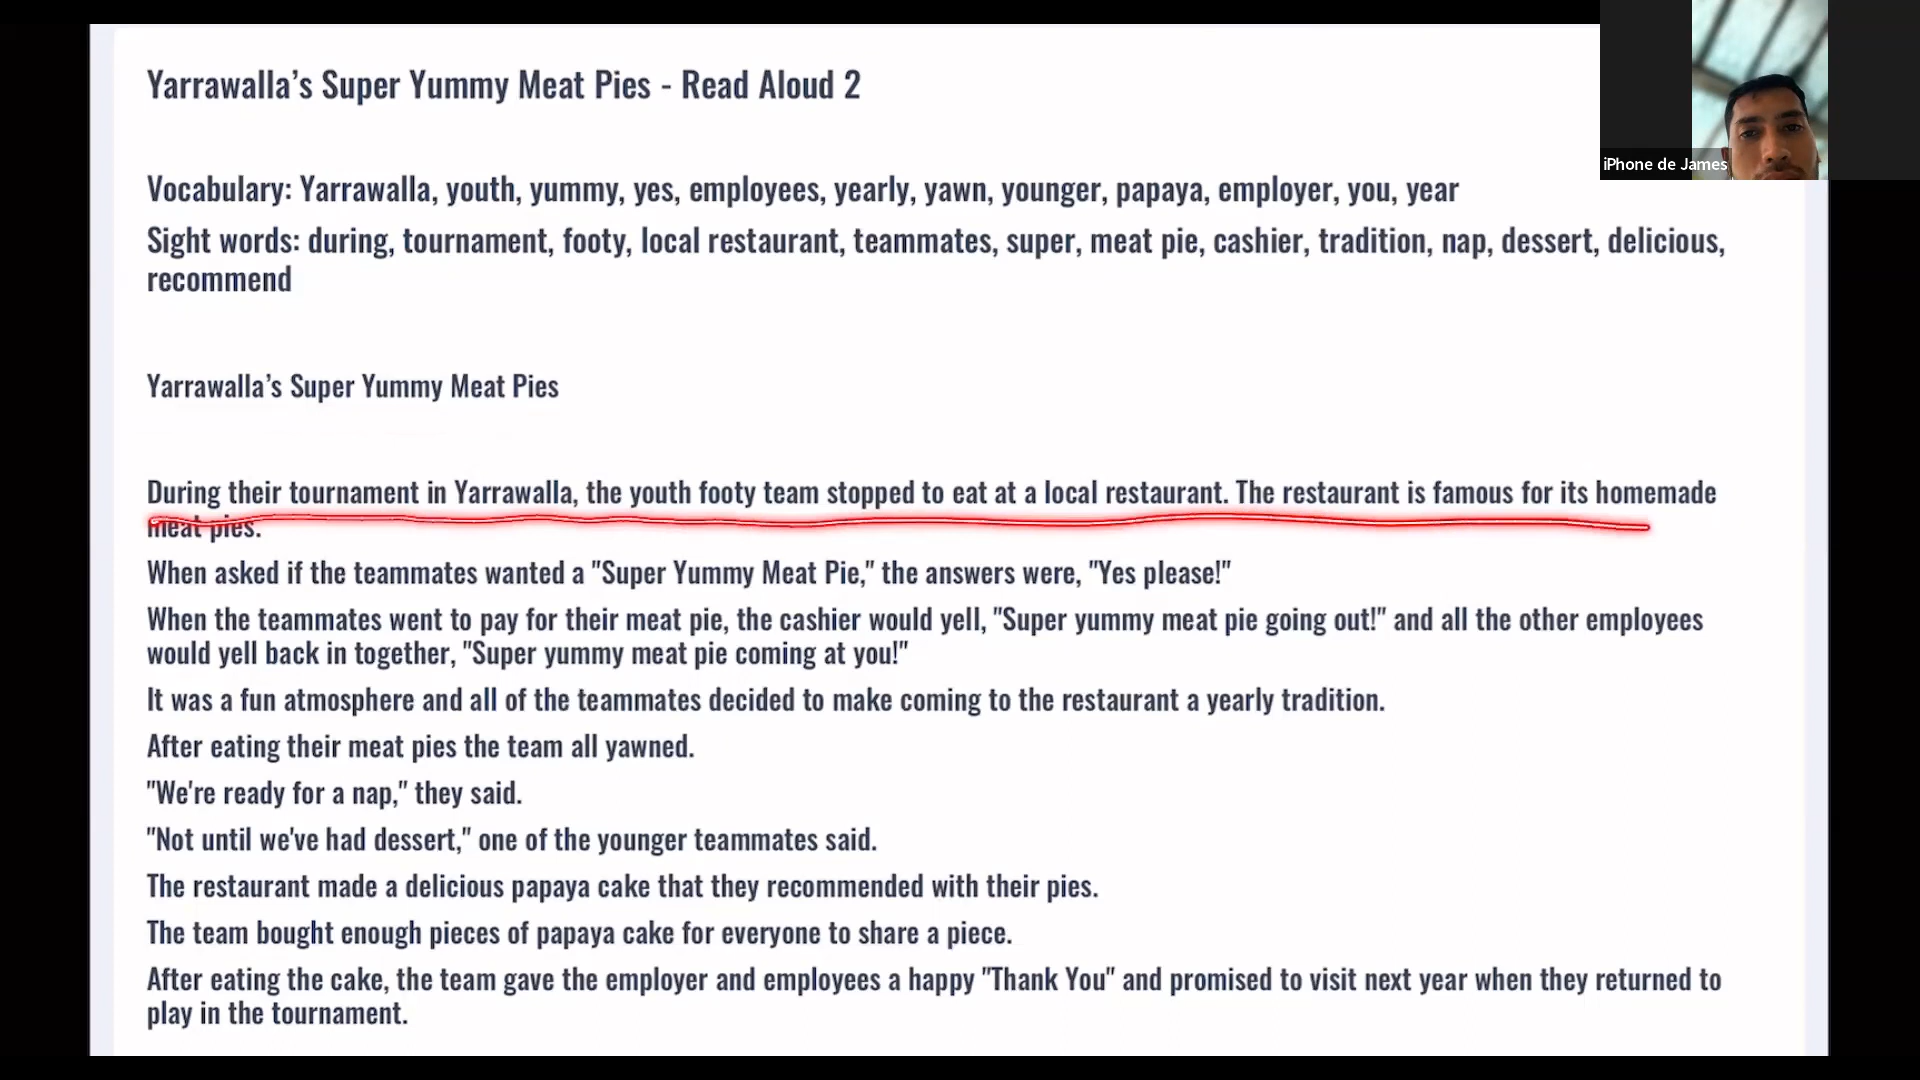 Yarrawalla’s Super Yummy Meat Pies - Read Aloud 2
iPhone de James
Vocabulary: Yarrawalla, youth, yummy, yes, employees, yearly, yawn, younger, papaya, employer, you, year
Sight words: during, tournament, footy, local restaurant, teammates, super, meat pie, cashier, tradition, nap, dessert, delicious,
recommend
Yarrawalla’s Super Yummy Meat Pies
During their tournament in Yarrawalla, the youth footy team stopped to eat at a local restaurant. The restaurant is famous for its homemade
meat pies.
When asked if the teammates wanted a "Super Yummy Meat Pie," the answers were, "Yes please!"
When the teammates went to pay for their meat pie, the cashier would yell, "Super yummy meat pie going out!" and all the other employees
would yell back in together, "Super yummy meat pie coming at you!"
It was a fun atmosphere and all of the teammates decided to make coming to the restaurant a yearly tradition.
After eating their meat pies the team all yawned.
"We're ready for a nap," they said.
"Not until we've had dessert," one of the younger teammates said.
The restaurant made a delicious papaya cake that they recommended with their pies.
The team bought enough pieces of papaya cake for everyone to share a piece.
After eating the cake, the team gave the employer and employees a happy "Thank You" and promised to visit next year when they returned to
play in the tournament.